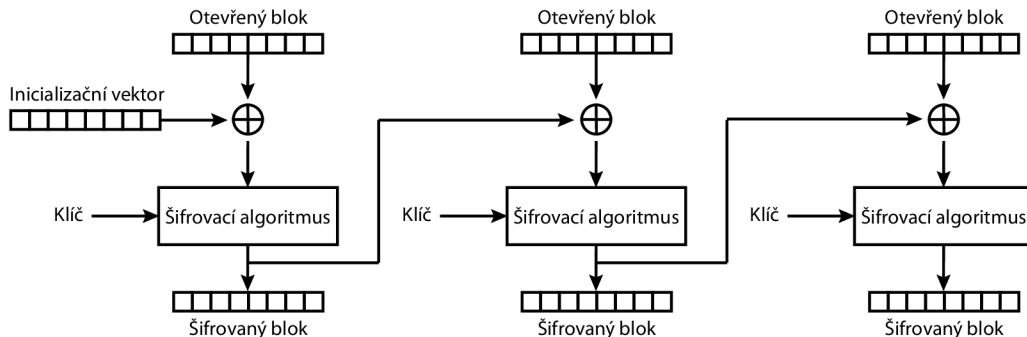 Otevřený blok
Otevřený blok
Otevřený blok
Inicializační vektor
Klíč
Šifrovací algoritmus
Klíč
Šifrovací algoritmus
Klíč
Šifrovací algoritmus
Šifrovaný blok
Šifrovaný blok
Šifrovaný blok